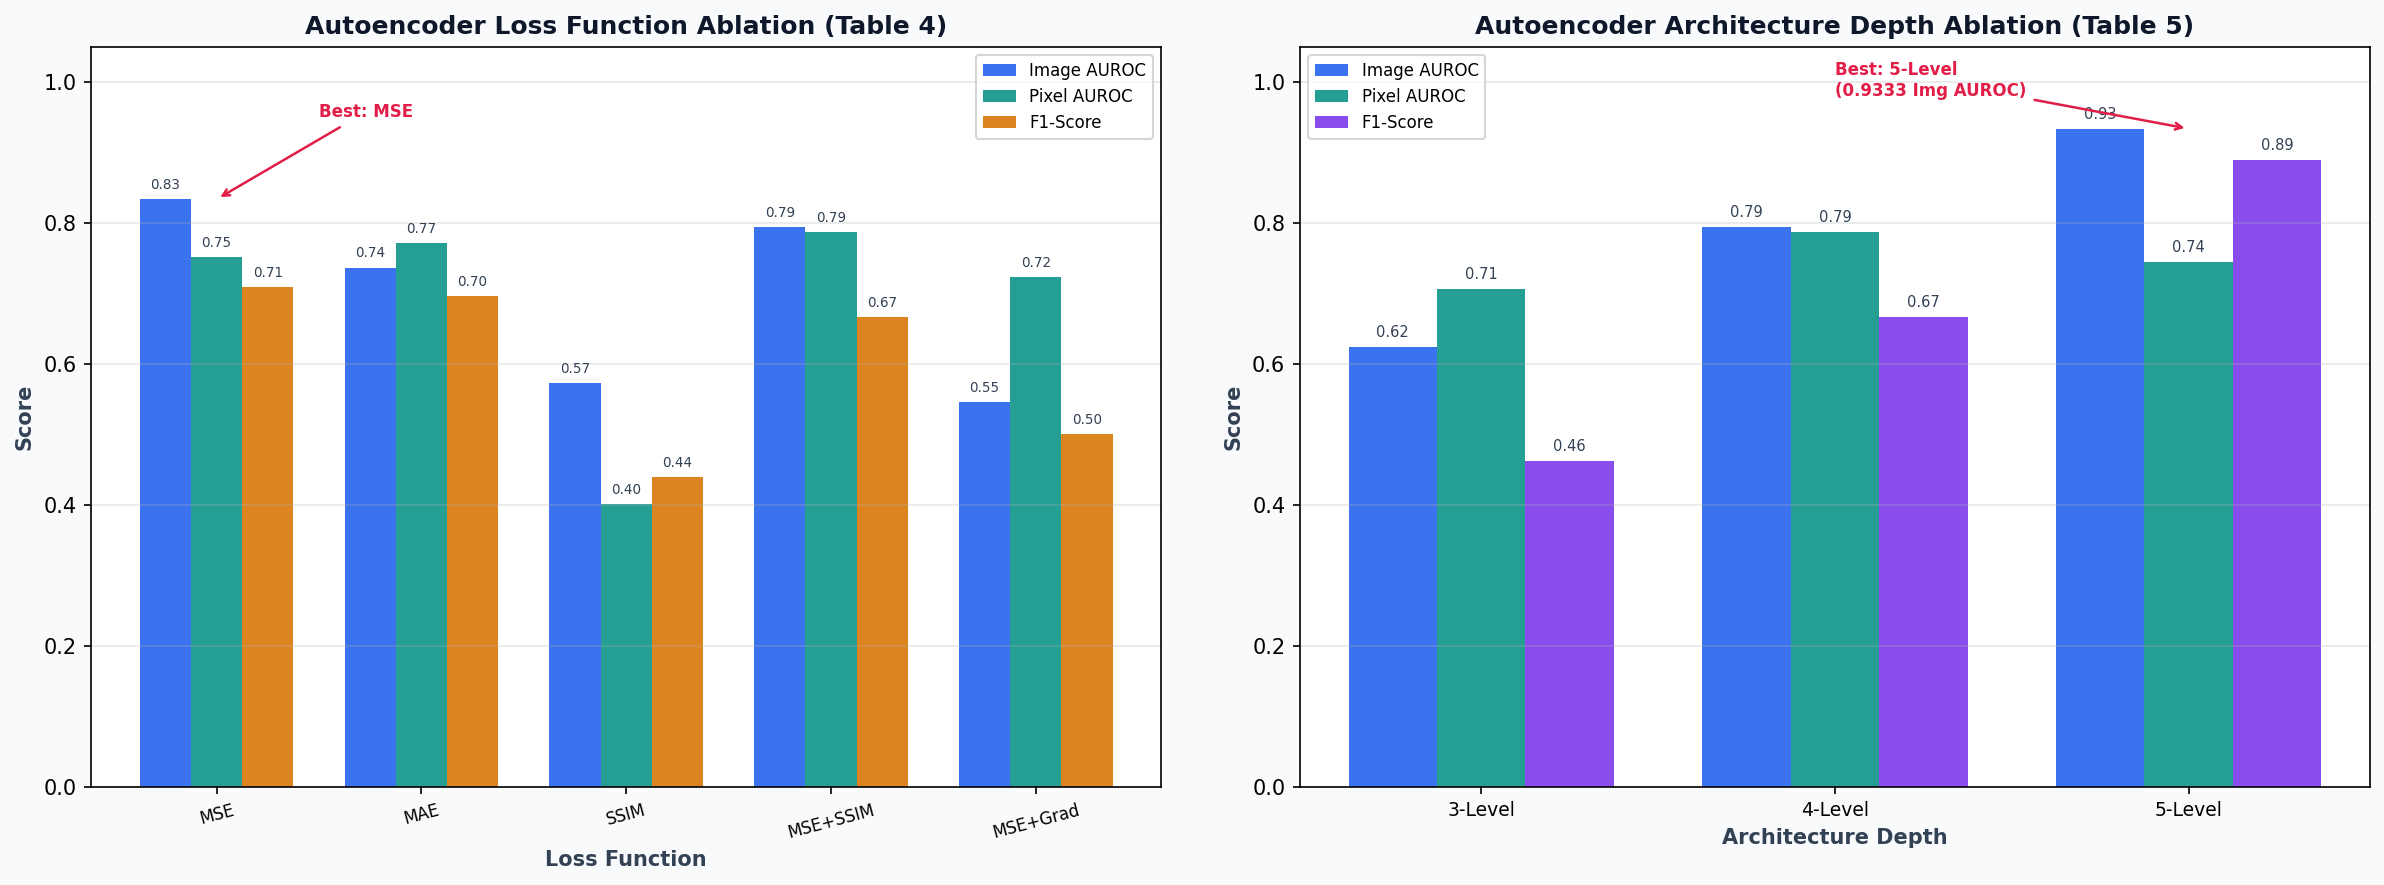 Autoencoder Loss Function Ablation (Table 4)
Image AUROC
Pixel AUROC
F1-Score
Best: MSE
Score
1.0
0.8
0.6
0.4
0.2
0.0
0.83
0.75
0.71
0.74
0.77
0.70
0.57
0.40
0.44
0.79
0.79
0.67
0.55
0.72
0.50
MSE
MAE
SSIM
MSE+SSIM
MSE+Grad
Loss Function
Autoencoder Architecture Depth Ablation (Table 5)
Image AUROC
Pixel AUROC
F1-Score
Best: 5-Level
(0.9333 Img AUROC)
Score
1.0
0.8
0.6
0.4
0.2
0.0
0.62
0.71
0.46
0.79
0.79
0.67
0.93
0.74
0.89
3-Level
4-Level
5-Level
Architecture Depth